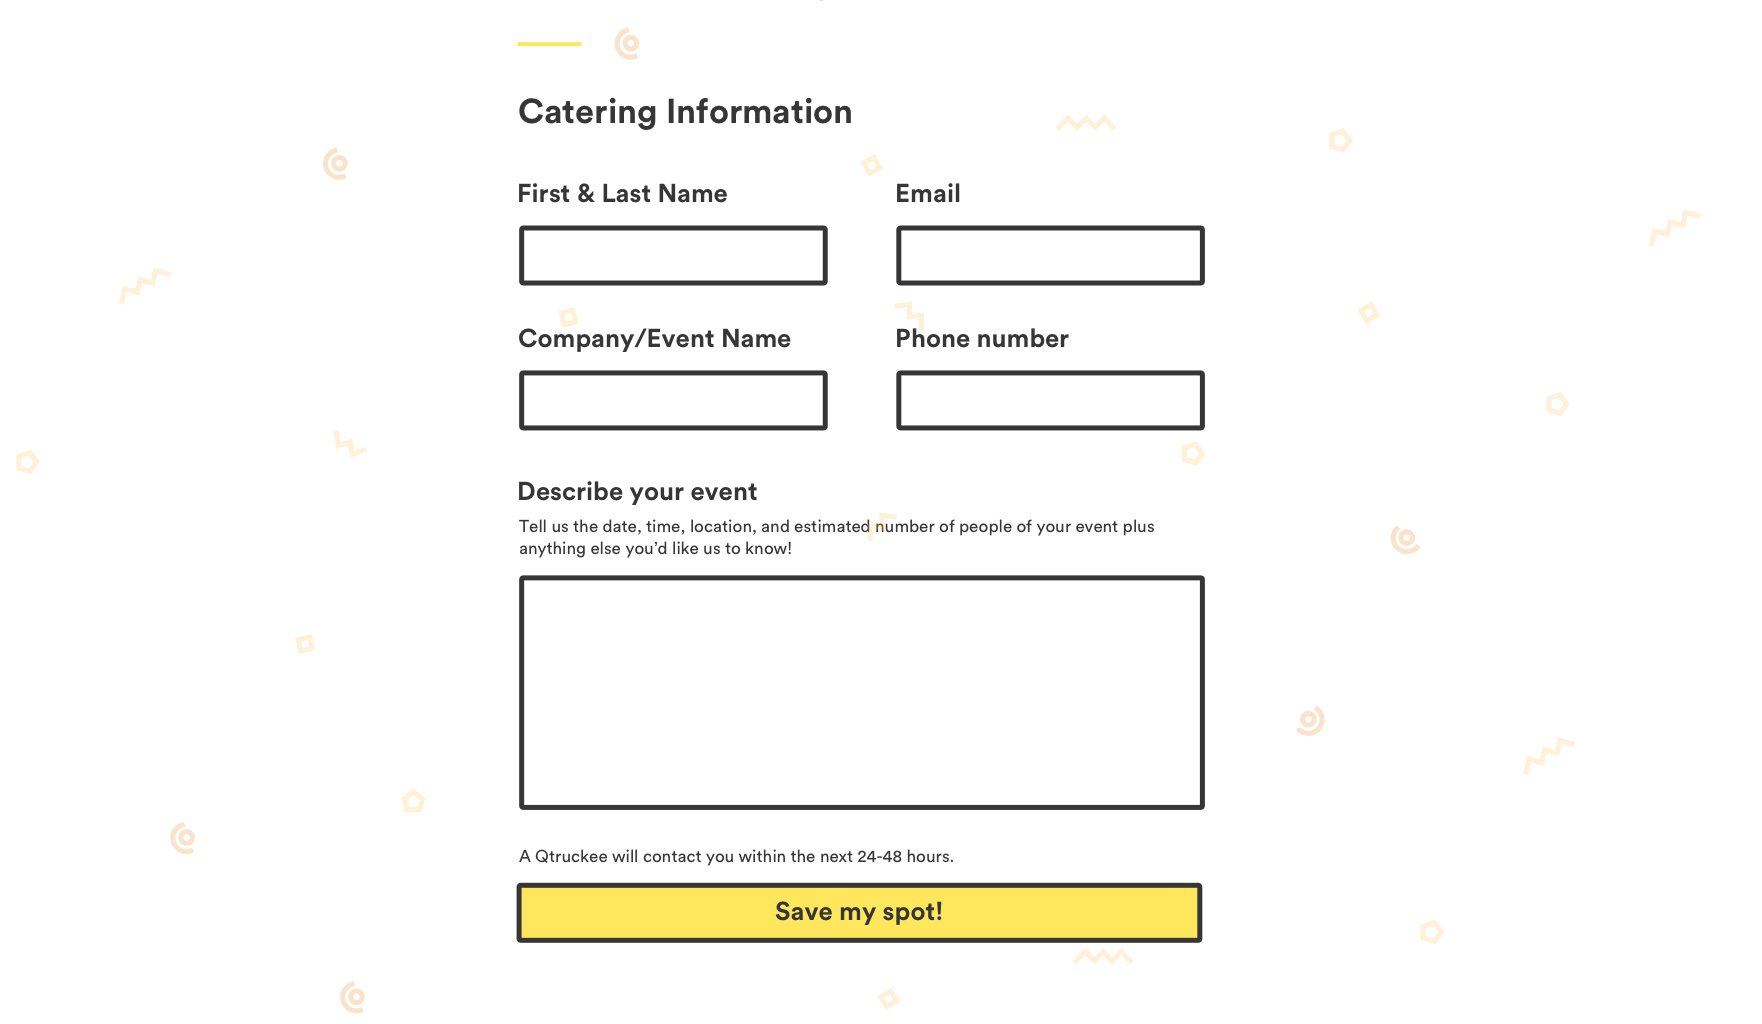 Catering Information
First & Last Name
Email
Company/Event Name
Phone number
Describe your event
Tell us the date, time, location, and estimated number of people of your event plus
anything else you’d like us to know!
A Qtruckee will contact you within the next 24-48 hours.
Save my spot!